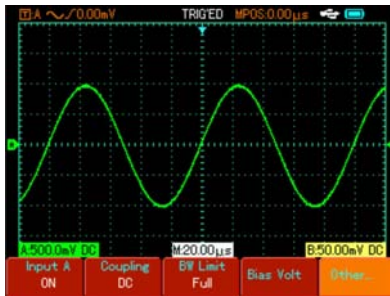 T:A 0.00mV TRIG'ED MPOS:0.00μs
A:500.0mV DC M:20.00μs B:50.00mV DC
Input A Coupling BW Limit Bias Volt Other...
ON DC Full